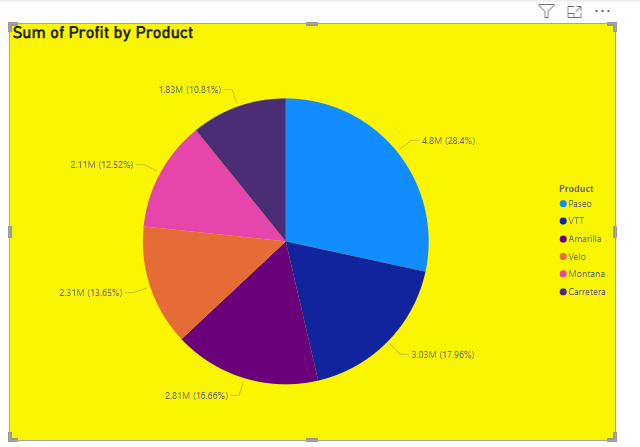 Sum of Profit by Product
1.83M (10.81%)
4.8M (28.4%)
2.11M (12.52%)
2.31M (13.65%)
3.03M (17.96%)
2.81M (16.66%)
Product
Paseo
VTT
Amarilla
Velo
Montana
Carretera